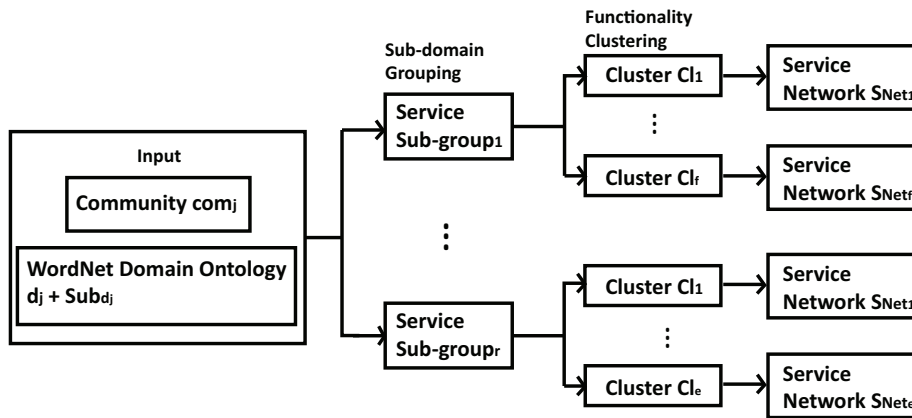 Input
Community comj
WordNet Domain Ontology
dj + Subdj
Sub-domain
Grouping
Service
Sub-group1
⋮
Service
Sub-groupr
Functionality
Clustering
Cluster Cl1
⋮
Cluster Clf
Cluster Cl1
⋮
Cluster Cle
Service
Network SNet1
Service
Network SNetf
Service
Network SNet1
Service
Network SNete